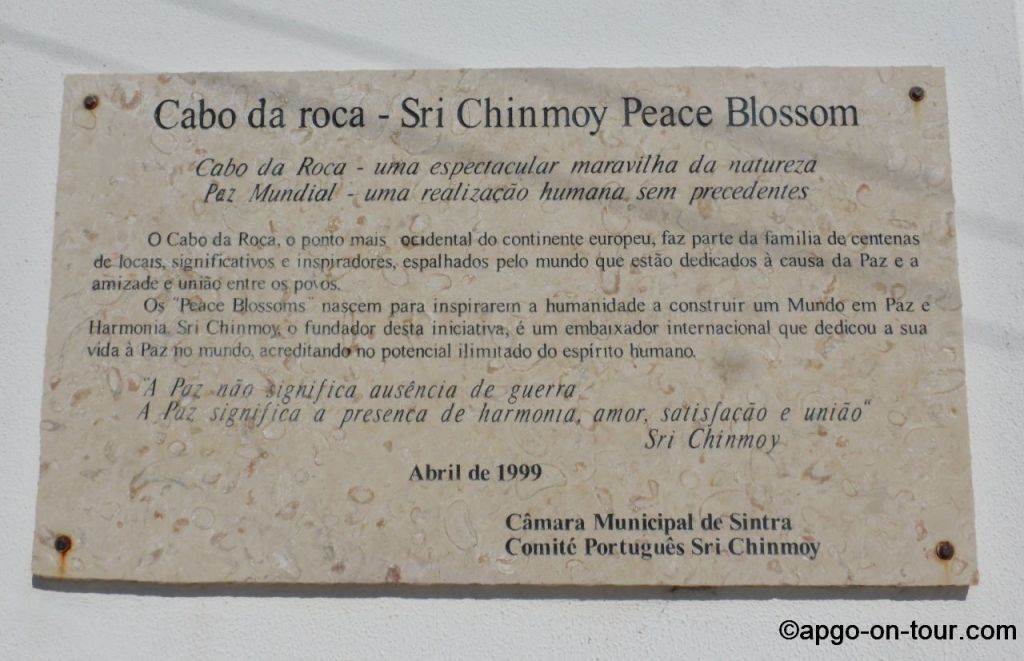 Cabo da roca - Sri Chinmoy Peace Blossom
Cabo da Roca - uma espectacular maravilha da natureza
Paz Mundial - uma realização humana sem precedentes
O Cabo da Roca, o ponto mais ocidental do continente europeu, faz parte da familia de centenas
de locais, significativos e inspiradores, espalhados pelo mundo que estão dedicados à causa da Paz e a
amizade e união entre os povos.
Os "Peace Blossoms" nasçem para inspirarem a humanidade a construir um Mundo em Paz e
Harmonia. Sri Chinmoy, o fundador desta iniciativa, é um embaixador internacional que dedicou a sua
vida à Paz no mundo, acreditando no potencial ilimitado do espírito humano.
"A Paz não significa ausência de guerra
A Paz significa a presença de harmonia, amor, satisfação e união"
Sri Chinmoy
Abril de 1999
Câmara Municipal de Sintra
Comité Português Sri Chinmoy
©apgo-on-tour.com